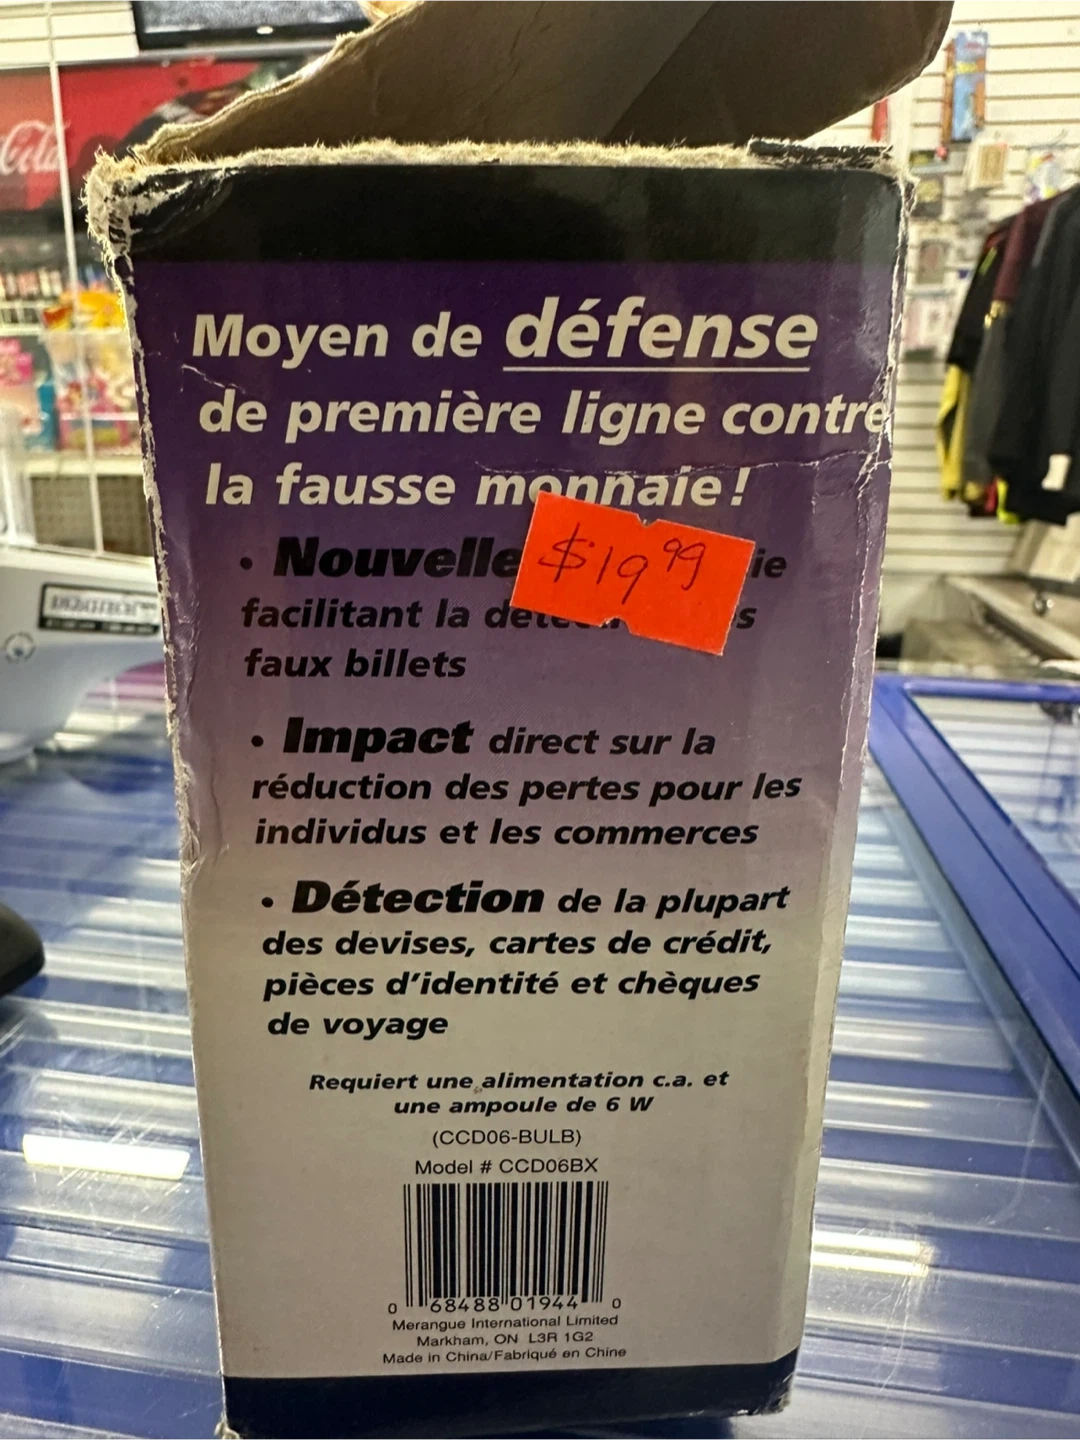 Cola
Moyen de défense
de première ligne contre
la fausse monnaie!
$19.99
• Nouvelle ie
facilitant la s
faux billets
• Impact direct sur la
réduction des pertes pour les
individus et les commerces
• Détection de la plupart
des devises, cartes de crédit,
pièces d'identité et chèques
de voyage
Requiert une alimentation c.a. et
une ampoule de 6 W
(CCD06-BULB)
Model # CCD06BX
0 68488 01944 0
Merangue International Limited
Markham, ON L3R 1G2
Made in China/Fabriqué en Chine